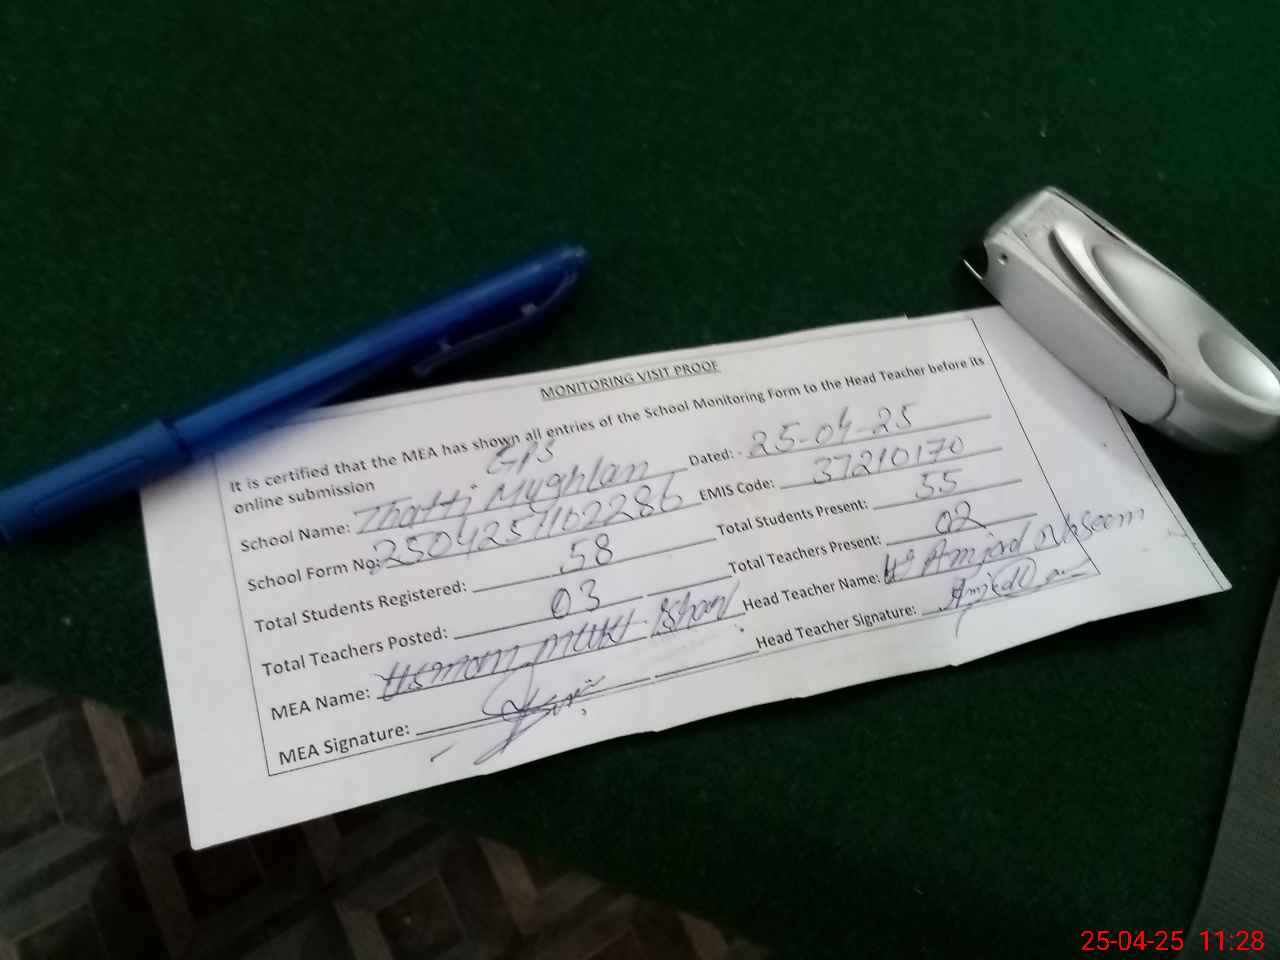 MONITORING VISIT PROOF
It is certified that the MEA has shown all entries of the School Monitoring Form to the Head Teacher before its
online submission
GPS
School Name: Thatti Mughlan Dated: - 25-04-25
School Form No: 2504257102286 EMIS Code: 37210170
Total Students Registered: 58 Total Students Present: 55
Total Teachers Posted: 03 Total Teachers Present: 02
MEA Name: Usman Head Teacher Name: Amjad Naseem
MEA Signature: Head Teacher Signature:
25-04-25 11:28